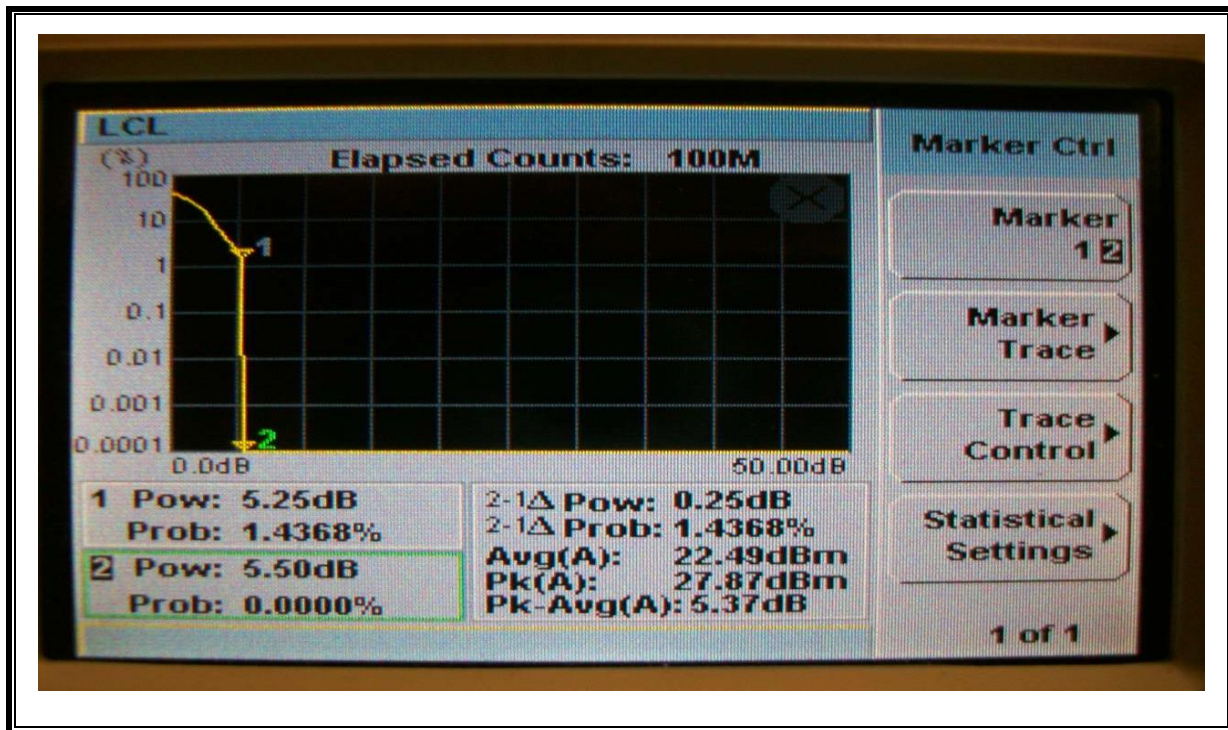 LCL
(%)
Elapsed Counts: 100M
100
10
1
0.1
0.01
0.001
0.0001
1
2
0.0dB
50.00dB
1 Pow: 5.25dB
Prob: 1.4368%
2 Pow: 5.50dB
Prob: 0.0000%
2-1Δ Pow: 0.25dB
2-1Δ Prob: 1.4368%
Avg(A): 22.49dBm
Pk(A): 27.87dBm
Pk-Avg(A): 5.37dB
Marker Ctrl
Marker
1 2
Marker
Trace
Trace
Control
Statistical
Settings
1 of 1